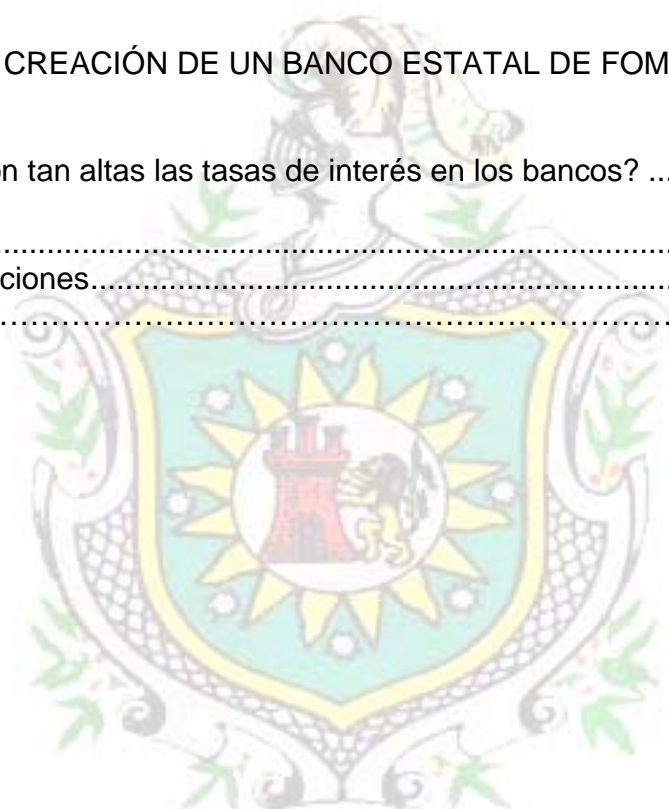 CREACIÓN DE UN BANCO ESTATAL DE FOM
n tan altas las tasas de interés en los bancos? ...
................................................................
ciones................................................................
................................................................